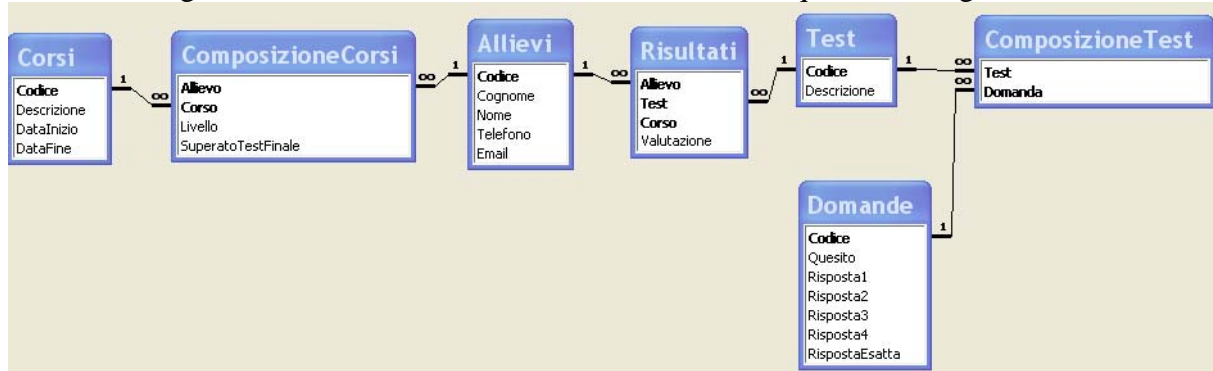 Corsi
Codice
Descrizione
DataInizio
DataFine
1
∞
ComposizioneCorsi
Allievo
Corso
Livello
SuperatoTestFinale
∞
1
Allievi
Codice
Cognome
Nome
Telefono
Email
1
∞
Risultati
Allievo
Test
Corso
Valutazione
∞
1
Test
Codice
Descrizione
1
∞
∞
ComposizioneTest
Test
Domanda
Domande
Codice
Quesito
Risposta1
Risposta2
Risposta3
Risposta4
RispostaEsatta
1